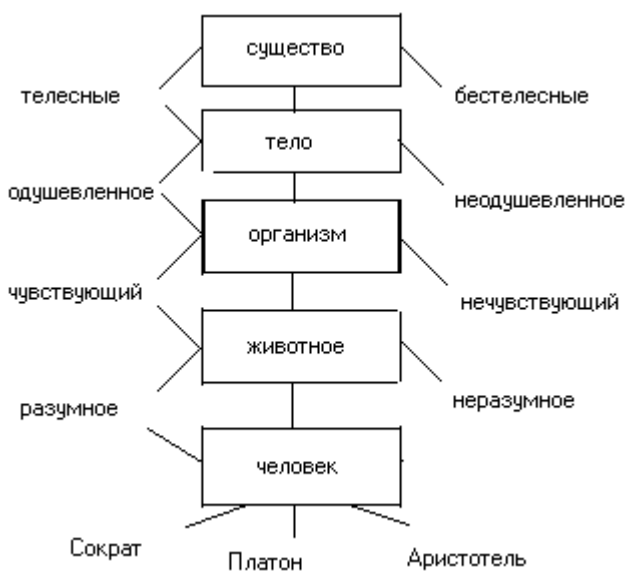 существо
телесные
бестелесные
тело
одушевленное
неодушевленное
организм
чувствующий
нечувствующий
животное
разумное
неразумное
человек
Сократ
Платон
Аристотель